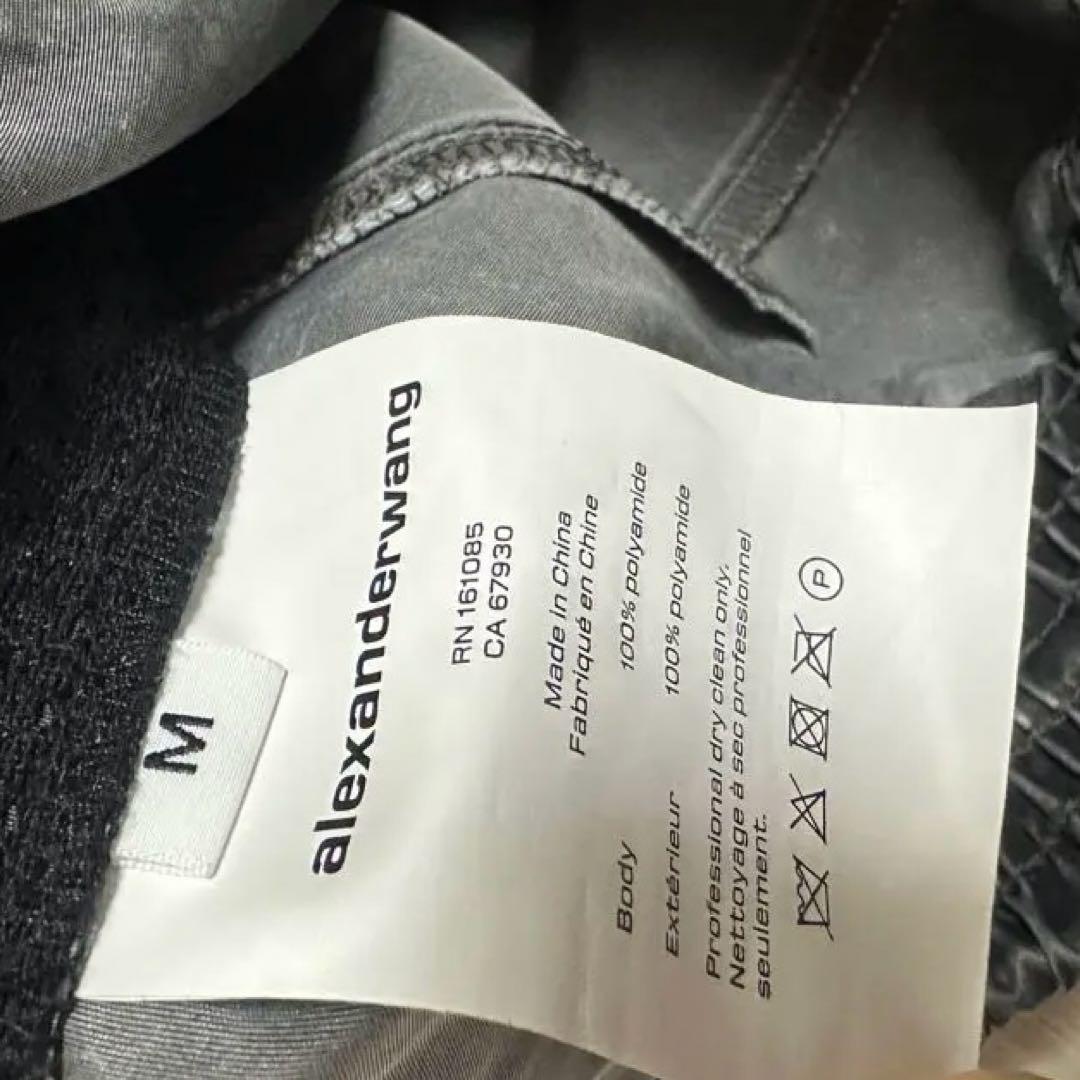 M
alexanderwang
RN 161085
CA 67930
Made In China
Fabriqué en Chine
Body 100% polyamide
Extérieur 100% polyamide
Professional dry clean only.
Nettoyage à sec professionnel
seulement.
P